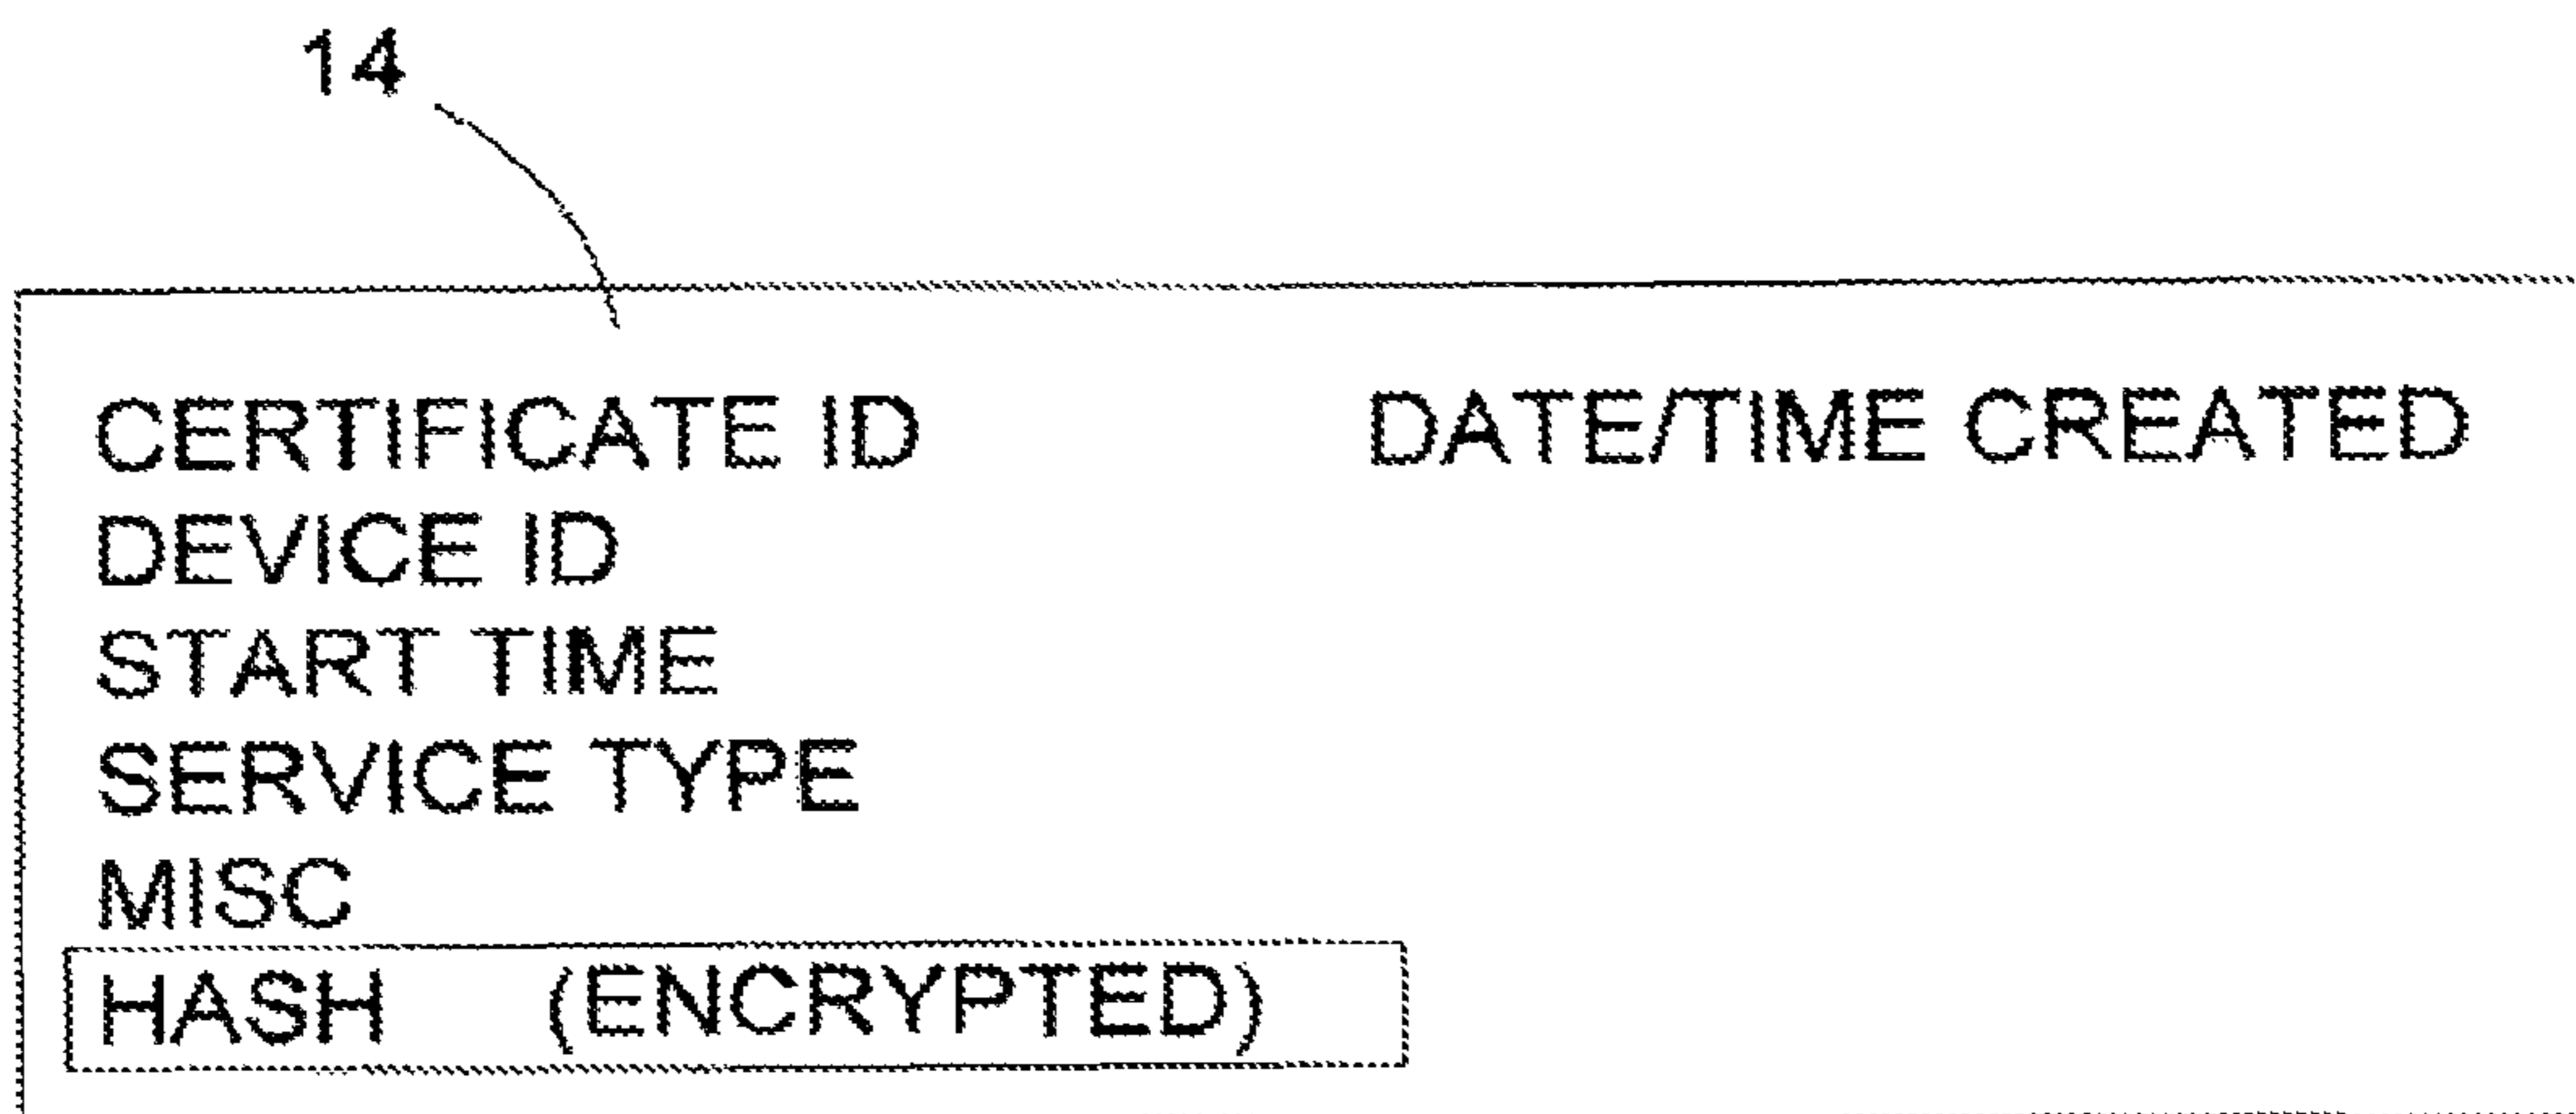 14
CERTIFICATE ID DATE/TIME CREATED
DEVICE ID
START TIME
SERVICE TYPE
MISC
HASH (ENCRYPTED)